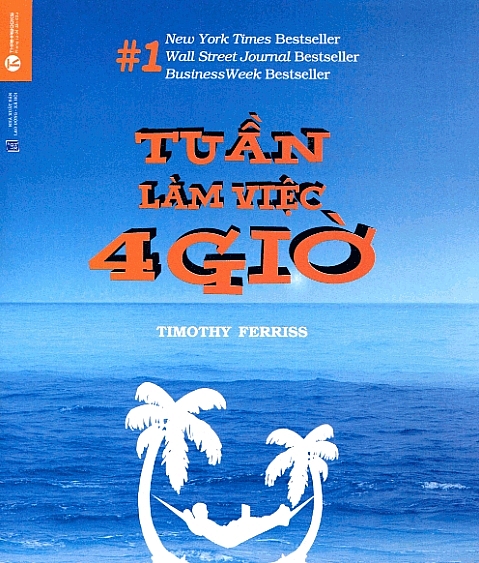 #1
New York Times Bestseller
Wall Street Journal Bestseller
BusinessWeek Bestseller
TUẦN
LÀM VIỆC
4 GIỜ
TIMOTHY FERRISS